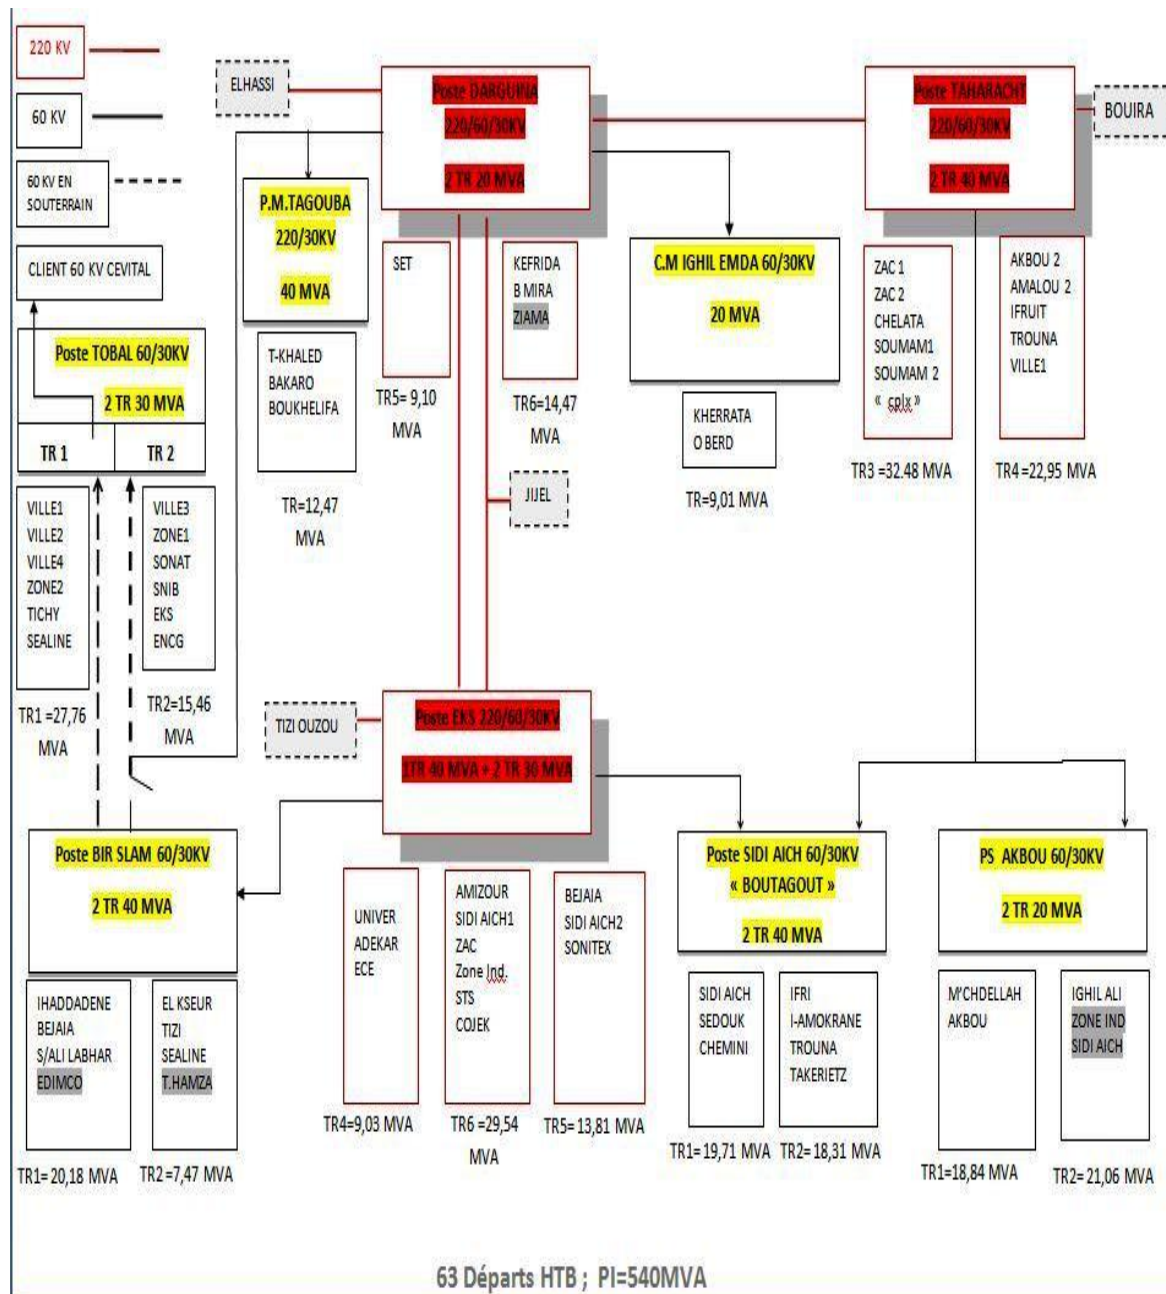 220 KV
60 KV
60 KV EN
SOUTERRAIN
CLIENT 60 KV CEVITAL
ELHASSI
Poste DARGUINA
220/60/30KV
2 TR 20 MVA
Poste TAHARACHT
220/60/30KV
2 TR 40 MVA
BOUIRA
P.M.TAGOUBA
220/30KV
40 MVA
T-KHALED
BAKARO
BOUKHELIFA
TR=12,47
MVA
SET
TR5= 9,10
MVA
KEFRIDA
B MIRA
ZIAMA
TR6=14,47
MVA
JIJEL
C.M IGHIL EMDA 60/30KV
20 MVA
KHERRATA
O BERD
TR=9,01 MVA
ZAC 1
ZAC 2
CHELATA
SOUMAM1
SOUMAM 2
« cplx »
TR3 =32.48 MVA
AKBOU 2
AMALOU 2
IFRUIT
TROUNA
VILLE1
TR4=22,95 MVA
Poste TOBAL 60/30KV
2 TR 30 MVA
TR 1
TR 2
VILLE1
VILLE2
VILLE4
ZONE2
TICHY
SEALINE
TR1 =27,76
MVA
VILLE3
ZONE1
SONAT
SNIB
EKS
ENCG
TR2=15,46
MVA
TIZI OUZOU
Poste EKS 220/60/30KV
1TR 40 MVA + 2 TR 30 MVA
UNIVER
ADEKAR
ECE
TR4=9,03 MVA
AMIZOUR
SIDI AICH1
ZAC
Zone Ind.
STS
COJEK
TR6 =29,54
MVA
BEJAIA
SIDI AICH2
SONITEX
TR5= 13,81 MVA
Poste BIR SLAM 60/30KV
2 TR 40 MVA
IHADDADENE
BEJAIA
S/ALI LABHAR
EDIMCO
TR1= 20,18 MVA
EL KSEUR
TIZI
SEALINE
T.HAMZA
TR2 =7,47 MVA
Poste SIDI AICH 60/30KV
« BOUTAGOUT »
2 TR 40 MVA
SIDI AICH
SEDOUK
CHEMINI
TR1= 19,71 MVA
IFRI
I-AMOKRANE
TROUNA
TAKERIETZ
TR2= 18,31 MVA
PS AKBOU 60/30KV
2 TR 20 MVA
M'CHDELLAH
AKBOU
TR1=18,84 MVA
IGHIL ALI
ZONE IND
SIDI AICH
TR2= 21,06 MVA
63 Départs HTB ; PI=540MVA